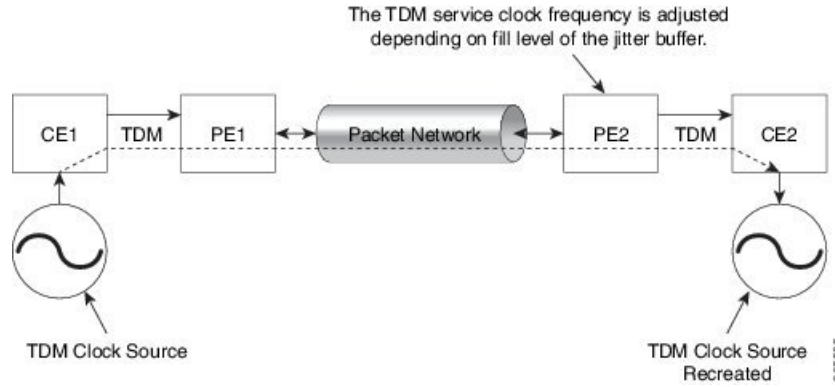 The TDM service clock frequency is adjusted
depending on fill level of the jitter buffer.
CE1
TDM
PE1
Packet Network
PE2
TDM
CE2
TDM Clock Source
TDM Clock Source
Recreated